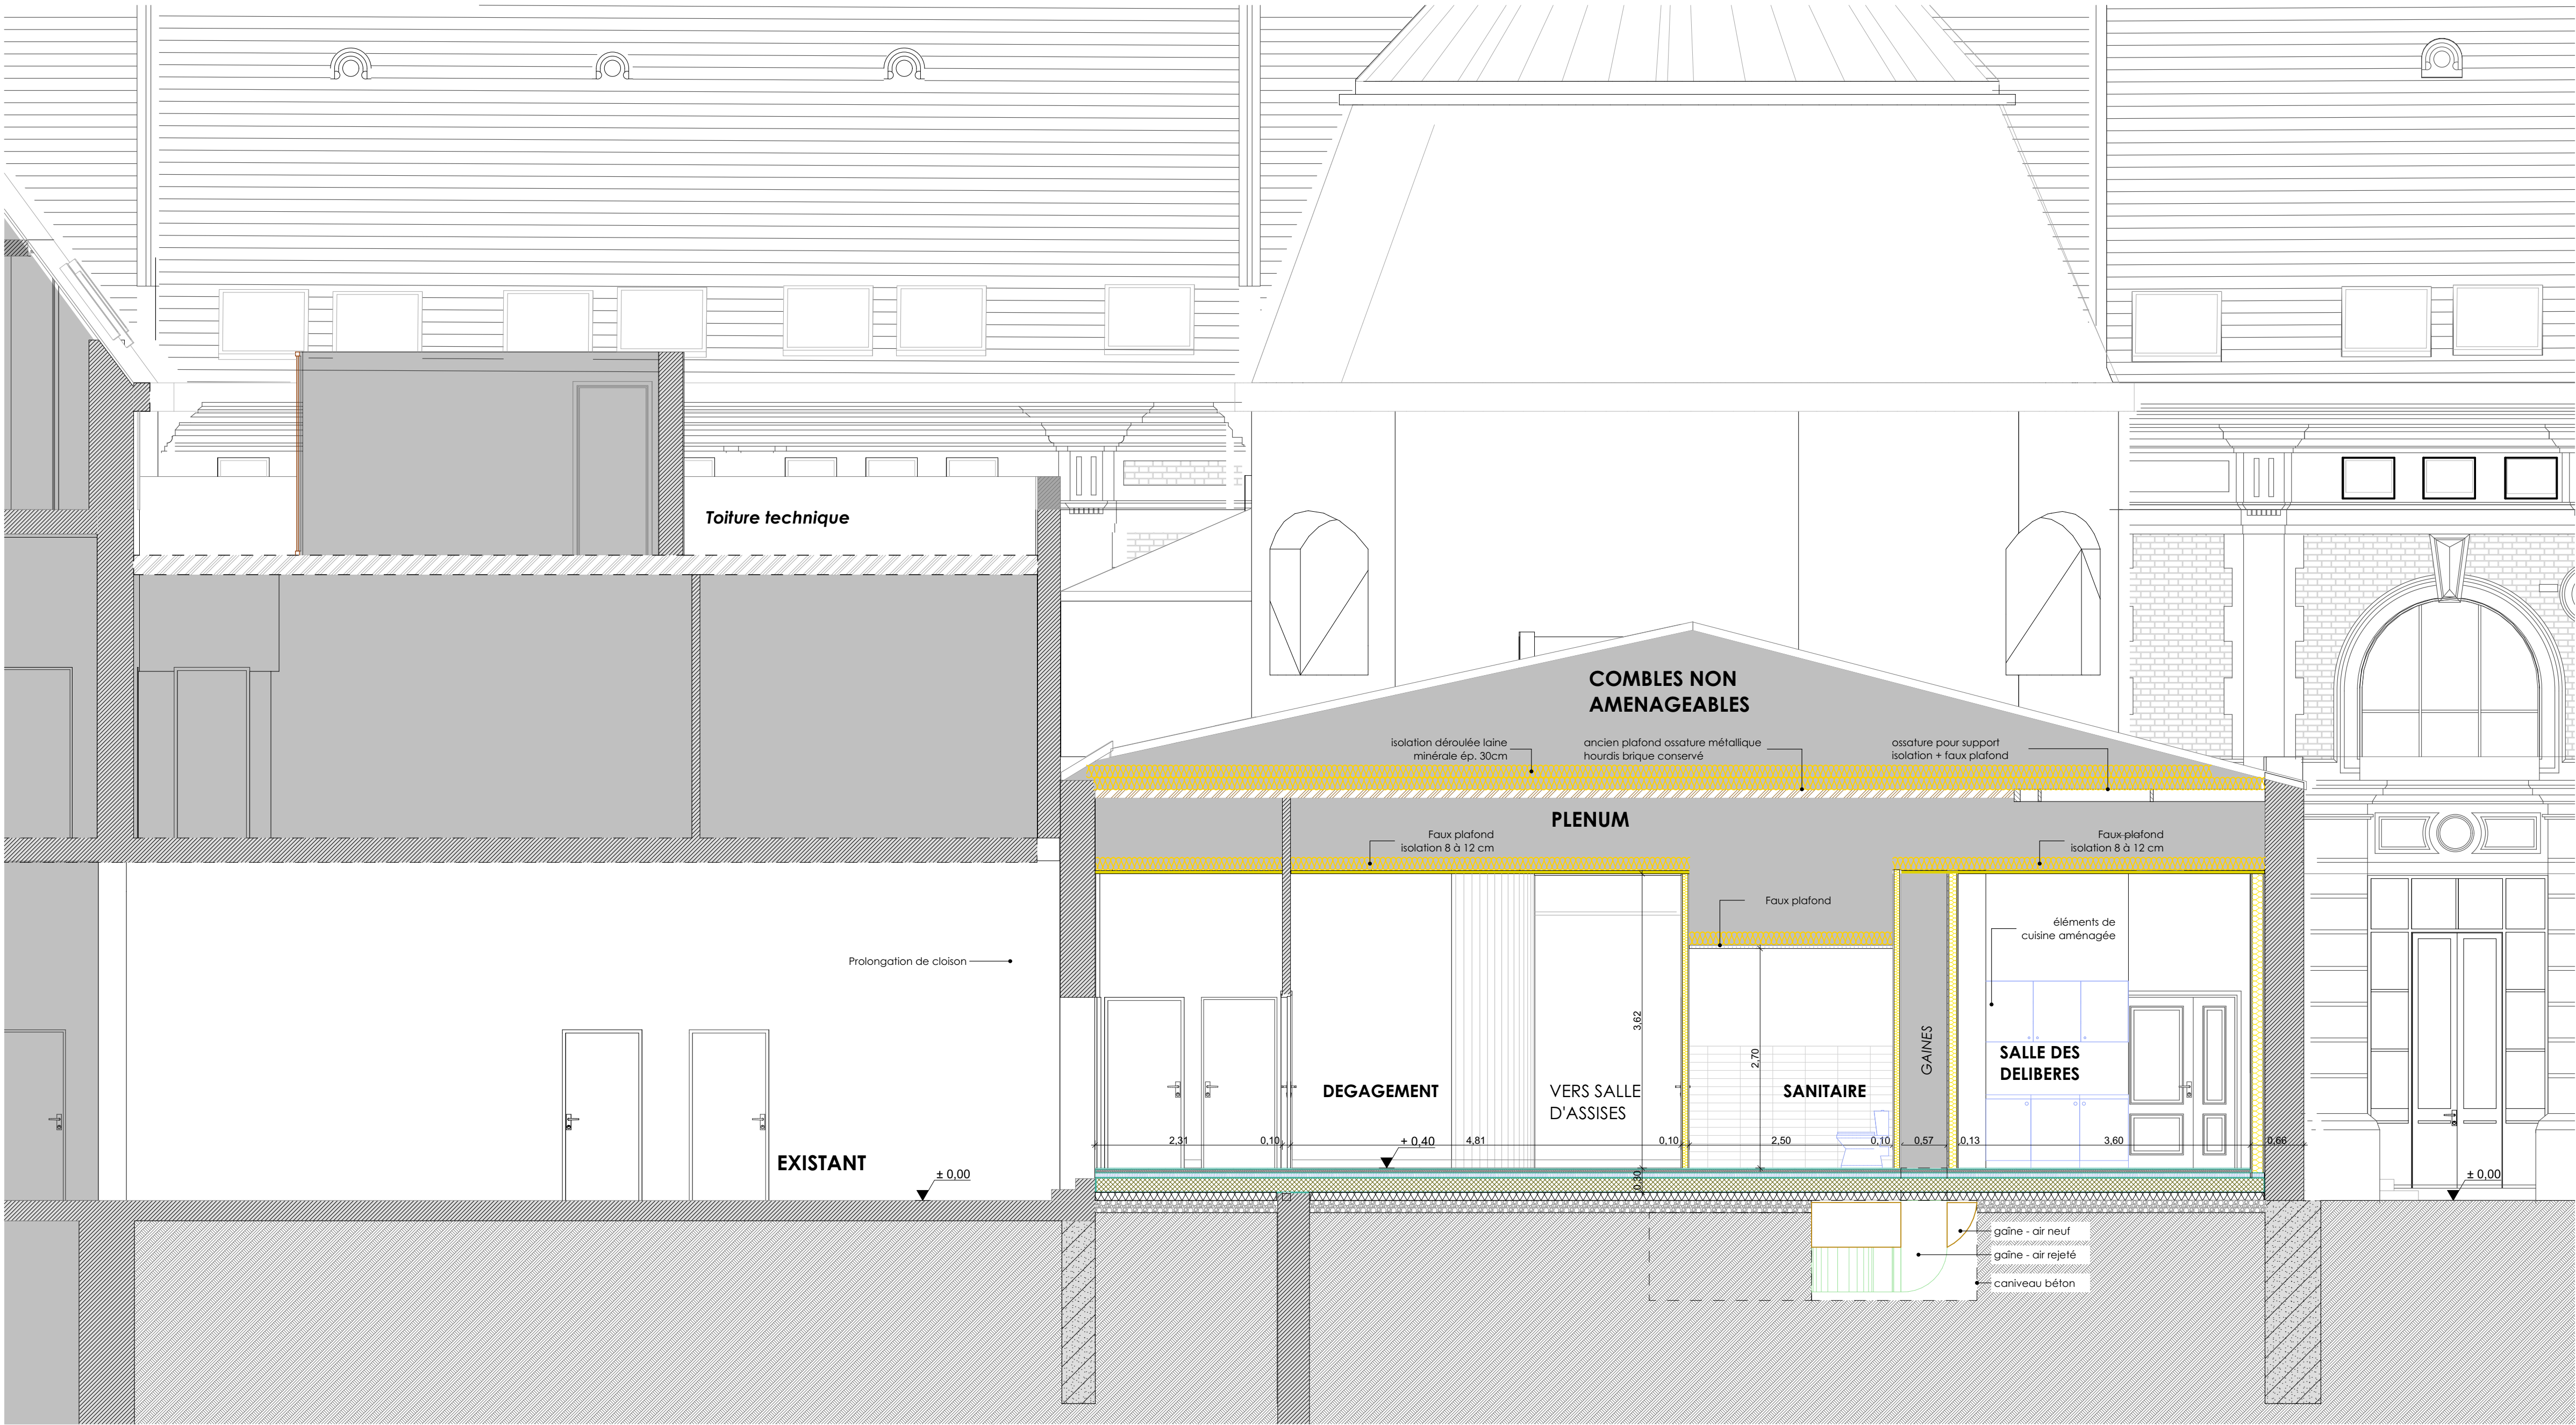 Toiture technique
COMBLES NON
AMENAGEABLES
isolation déroulée laine
minérale ép. 30cm
ancien plafond ossature métallique
hourdis brique conservé
ossature pour support
isolation + faux plafond
PLENUM
Faux plafond
isolation 8 à 12 cm
Faux plafond
isolation 8 à 12 cm
Faux plafond
éléments de
cuisine aménagée
Prolongation de cloison
3,62
2,70
GAINES
SALLE DES
DELIBERES
DEGAGEMENT
VERS SALLE
D'ASSISES
SANITAIRE
2,31
0,10
+ 0,40
4,81
0,10
2,50
0,10
0,57
0,13
3,60
0,66
EXISTANT
± 0,00
0,30
± 0,00
gaîne - air neuf
gaîne - air rejeté
caniveau béton